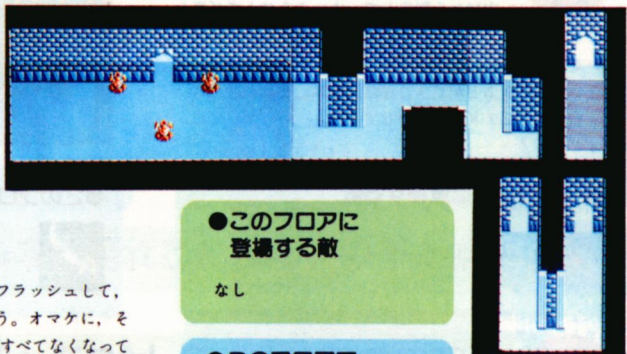 ●このフロアに
登場する敵
なし
フラッシュして,
う。オマケに, そ
すべてなくなって